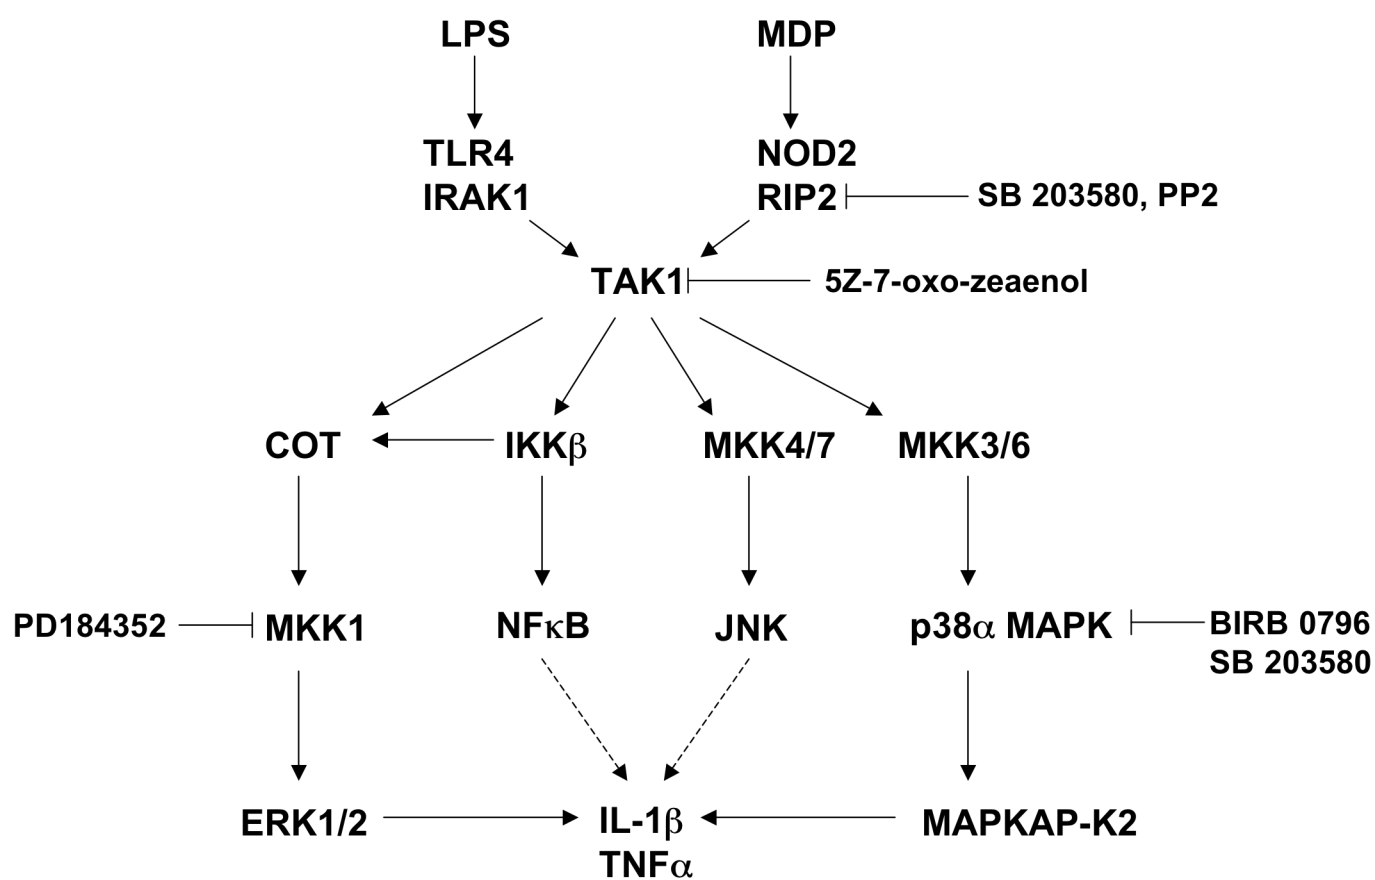 LPS
MDP
TLR4
IRAK1
NOD2
RIP2
SB 203580, PP2
TAK1
5Z-7-oxo-zeaenol
COT
IKKβ
MKK4/7
MKK3/6
PD184352
MKK1
NFκB
JNK
p38α MAPK
BIRB 0796
SB 203580
ERK1/2
IL-1β
TNFα
MAPKAP-K2